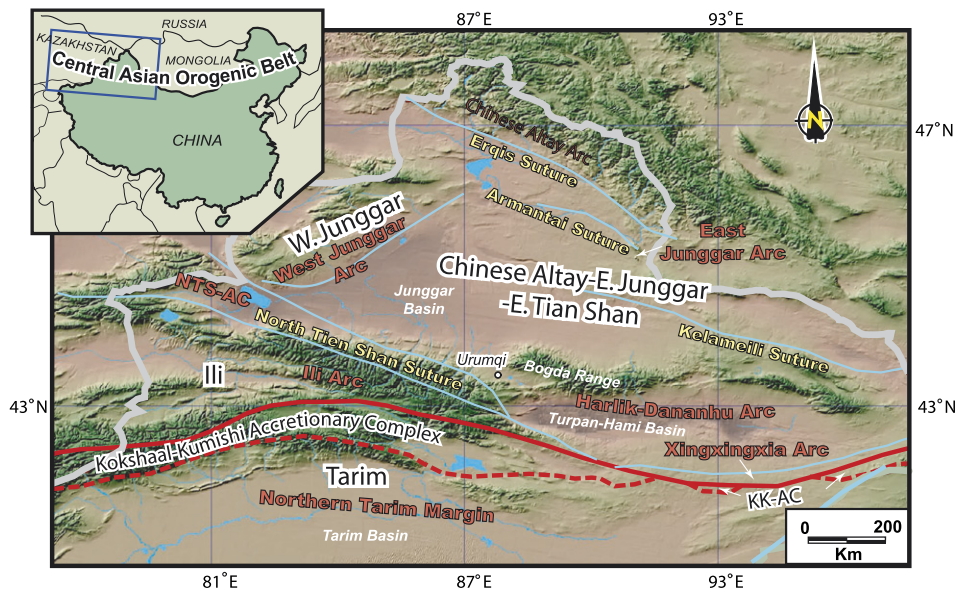 87°E
93°E
RUSSIA
KAZAKHSTAN
MONGOLIA
Central Asian Orogenic Belt
CHINA
N
47°N
Chinese Altay Arc
Erqis Suture
Armantai Suture
W. Junggar
West Junggar
Arc
East
Junggar Arc
Chinese Altay-E. Junggar
-E. Tian Shan
NTS-AC
Junggar
Basin
North Tien Shan Suture
Kelameili Suture
Urumqi
Bogda Range
Ili
Ili Arc
43°N
43°N
Harlik-Dananhu Arc
Turpan-Hami Basin
Kokshaal-Kumishi Accretionary Complex
Xingxingxia Arc
Tarim
KK-AC
Northern Tarim Margin
Tarim Basin
0
200
Km
81°E
87°E
93°E